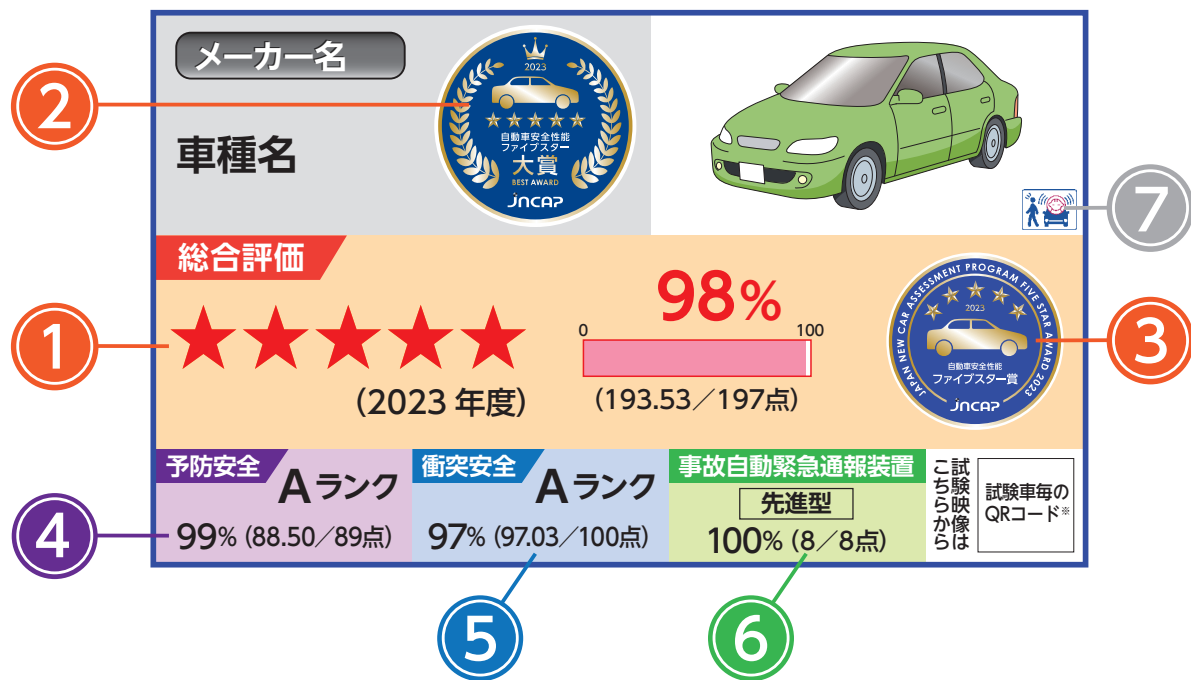 メーカー名
車種名
2023
自動車安全性能
ファイブスター
大賞
BEST AWARD
JNCAP
②
⑦
総合評価
①
98%
0 100
(2023 年度)
(193.53／197点)
JAPAN NEW CAR ASSESSMENT PROGRAM FIVE STAR AWARD 2023
2023
自動車安全性能
ファイブスター賞
JNCAP
③
予防安全
Aランク
99% (88.50／89点)
④
衝突安全
Aランク
97% (97.03／100点)
⑤
事故自動緊急通報装置
先進型
100% (8／8点)
⑥
試験映像は
こちらから
試験車毎の
QRコード※